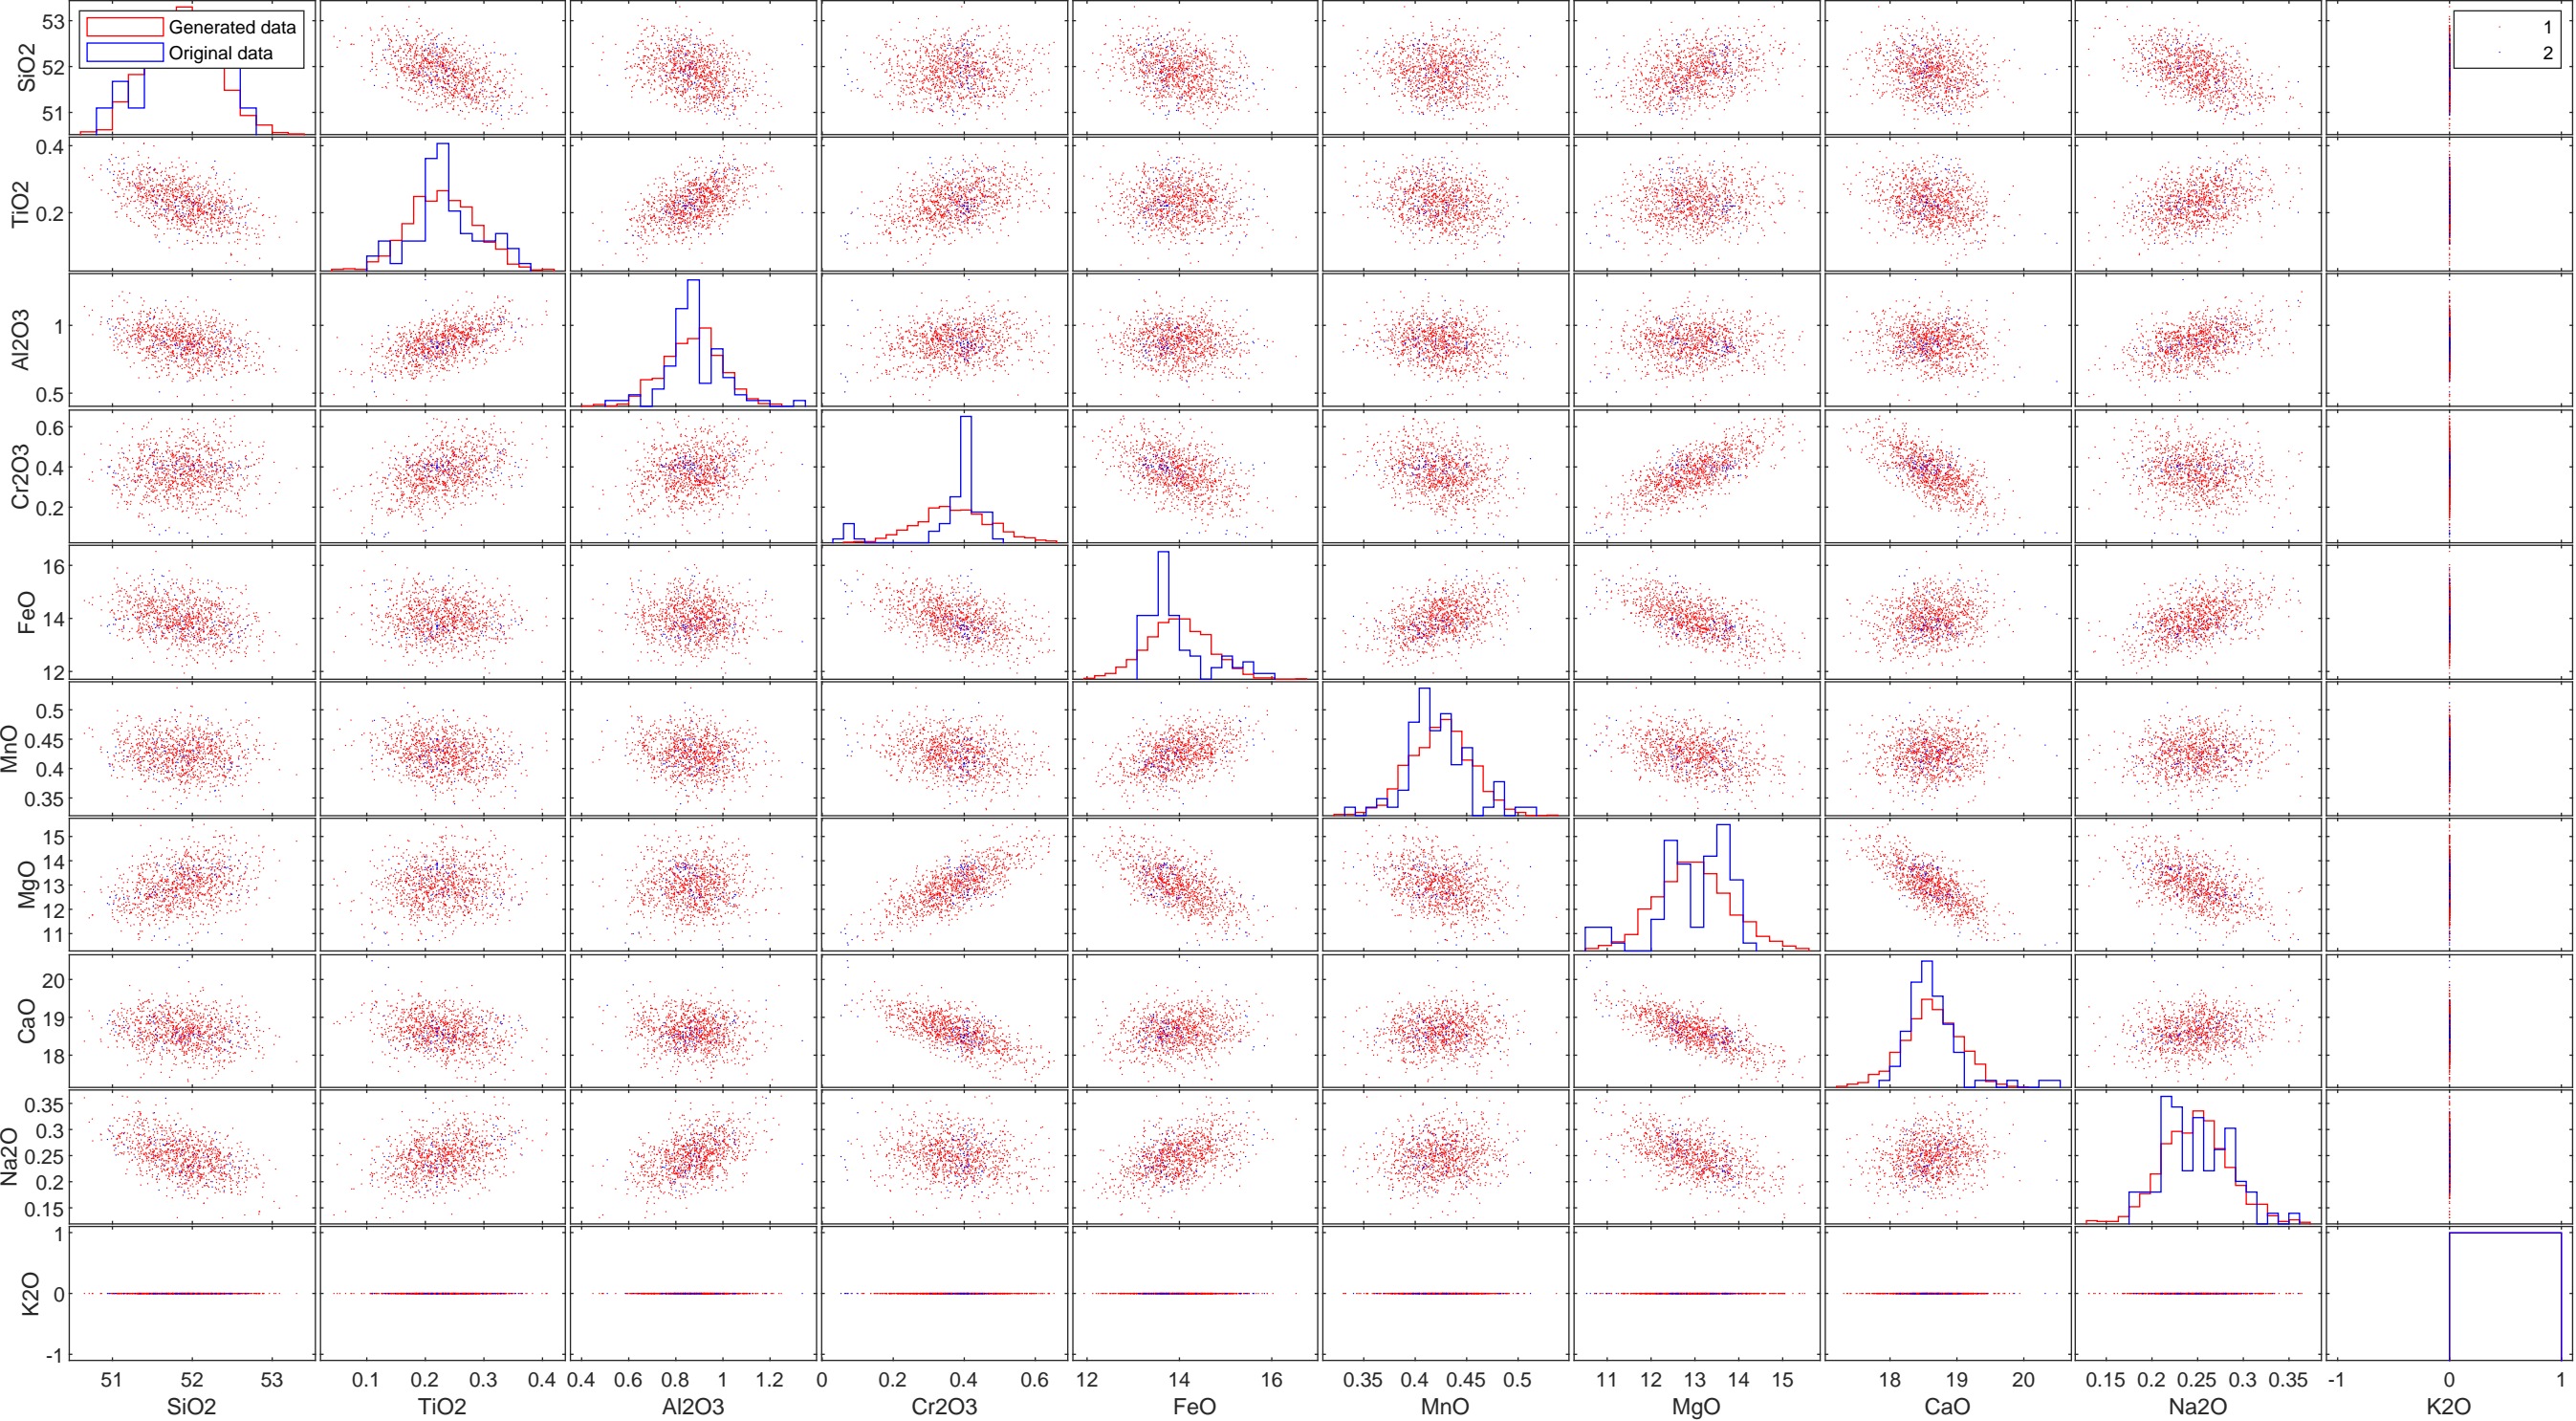 Generated data
Original data
1
2
SiO2
53
52
51
TiO2
0.4
0.2
Al2O3
1
0.5
Cr2O3
0.6
0.4
0.2
FeO
16
14
12
MnO
0.5
0.45
0.4
0.35
MgO
15
14
13
12
11
CaO
20
19
18
Na2O
0.35
0.3
0.25
0.2
0.15
K2O
1
0
-1
51 52 53 0.1 0.2 0.3 0.4 0.4 0.6 0.8 1 1.2 0 0.2 0.4 0.6 12 14 16 0.35 0.4 0.45 0.5 11 12 13 14 15 18 19 20 0.15 0.2 0.25 0.3 0.35 -1 0 1
SiO2 TiO2 Al2O3 Cr2O3 FeO MnO MgO CaO Na2O K2O